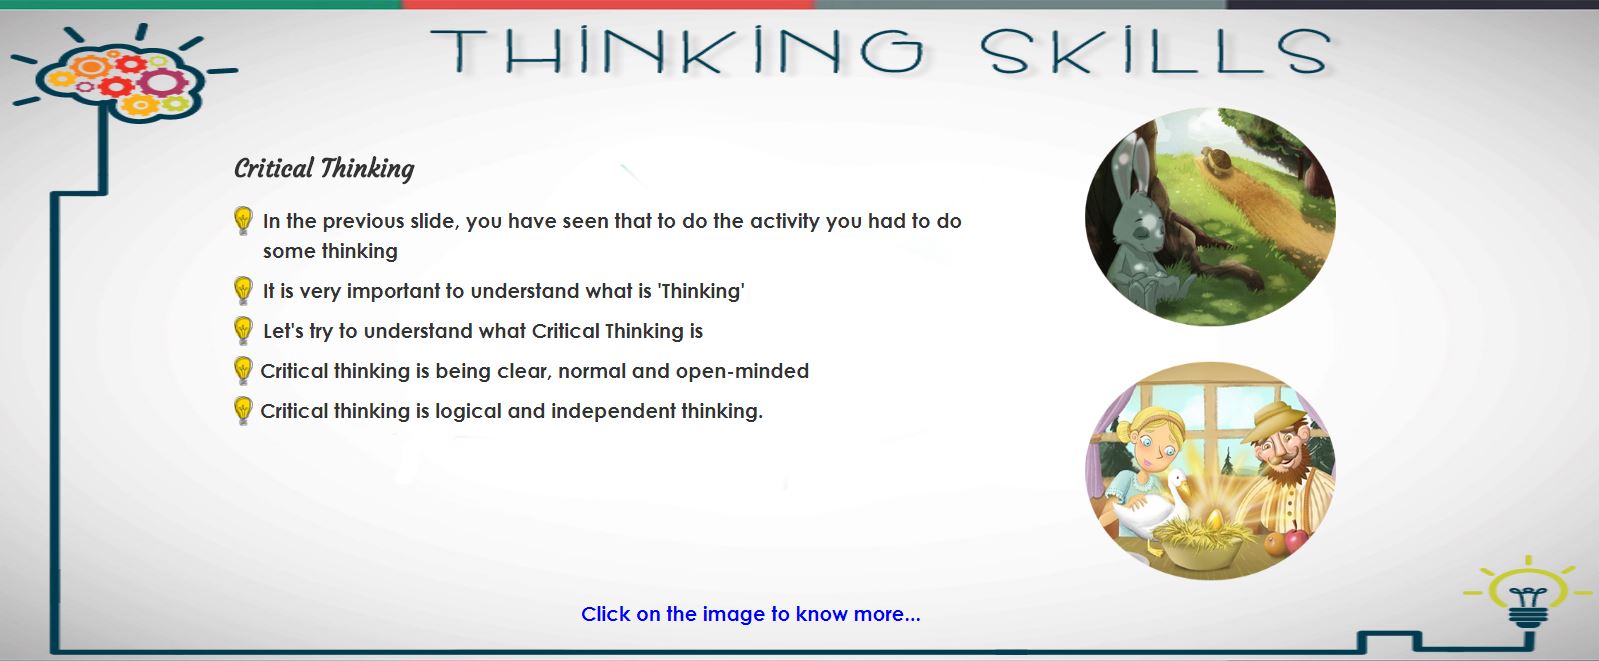 THINKING SKILLS
Critical Thinking
In the previous slide, you have seen that to do the activity you had to do
some thinking
It is very important to understand what is 'Thinking'
Let's try to understand what Critical Thinking is
Critical thinking is being clear, normal and open-minded
Critical thinking is logical and independent thinking.
Click on the image to know more...